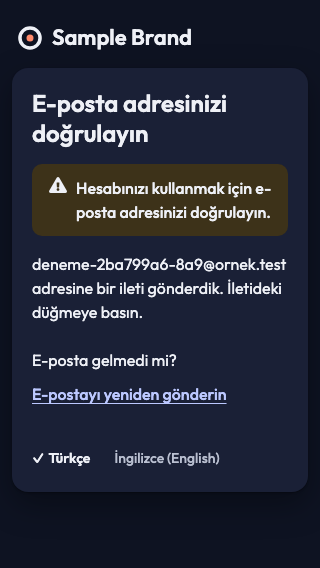 Sample Brand
E-posta adresinizi
doğrulayın
Hesabınızı kullanmak için e-
posta adresinizi doğrulayın.
deneme-2ba799a6-8a9@ornek.test
adresine bir ileti gönderdik. İletideki
düğmeye basın.
E-posta gelmedi mi?
E-postayı yeniden gönderin
Türkçe İngilizce (English)